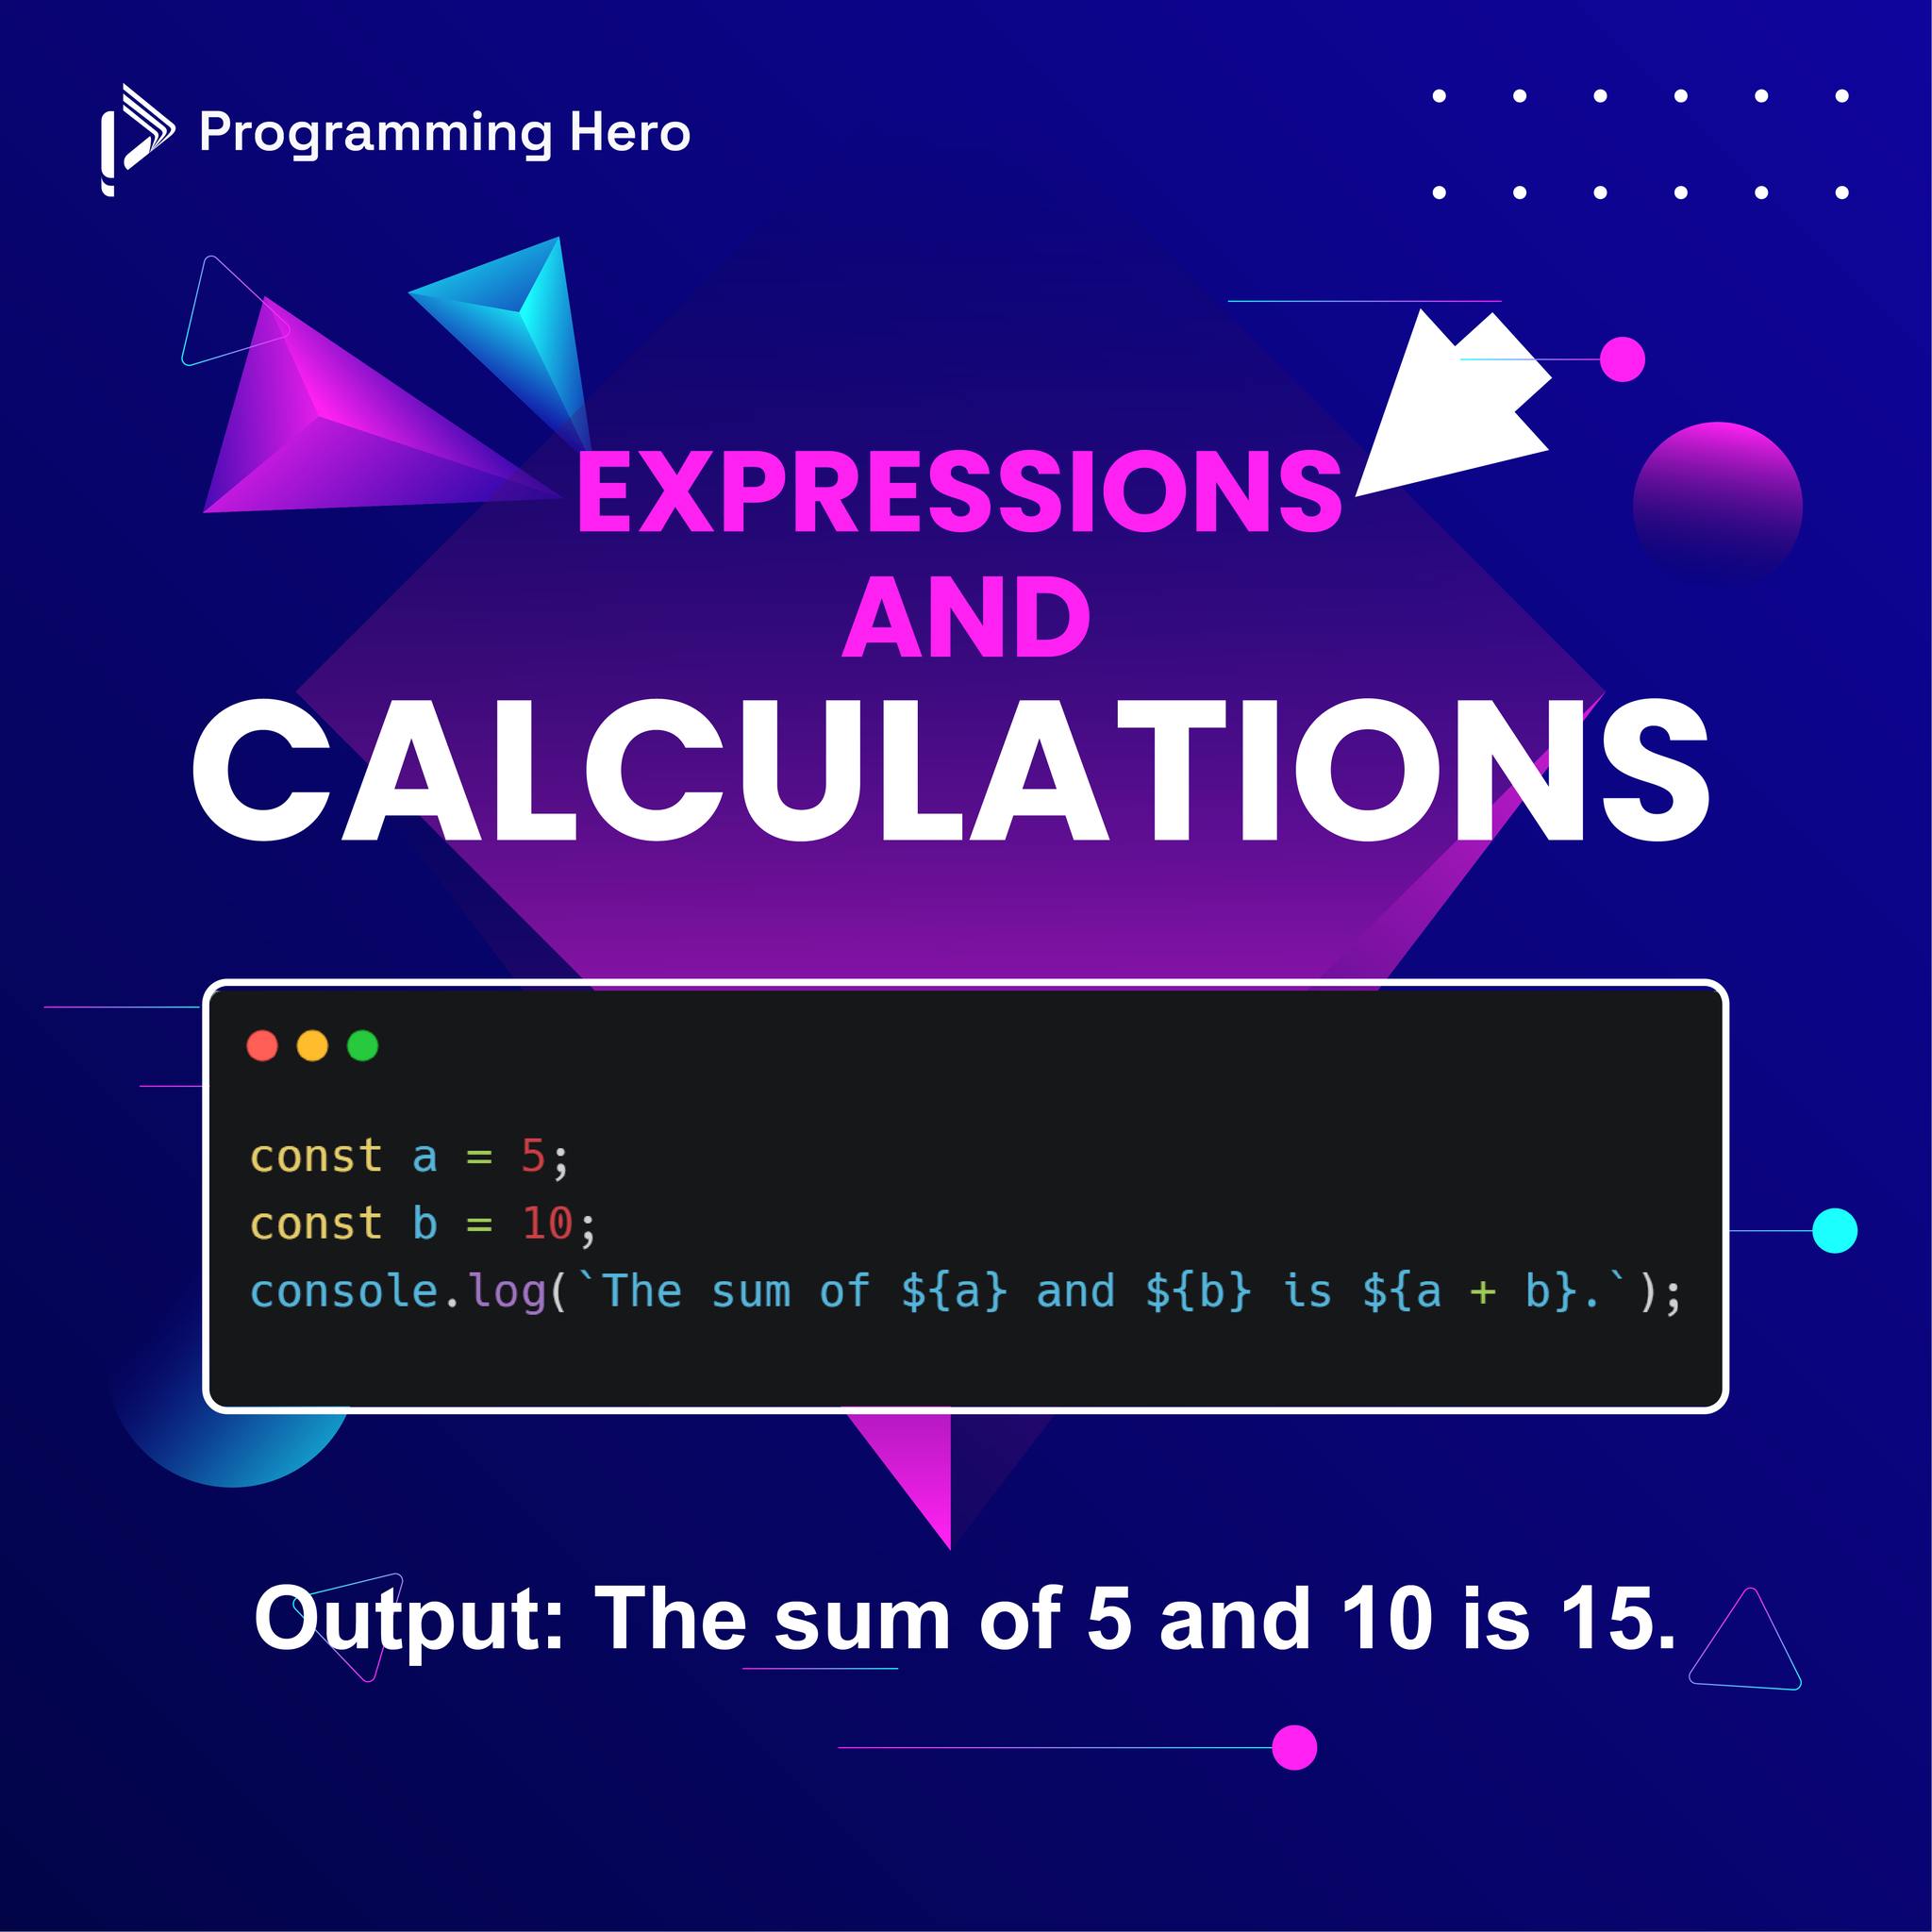 Programming Hero
EXPRESSIONS
AND
CALCULATIONS
const a = 5;
const b = 10;
console.log(`The sum of ${a} and ${b} is ${a + b}.`);
Output: The sum of 5 and 10 is 15.